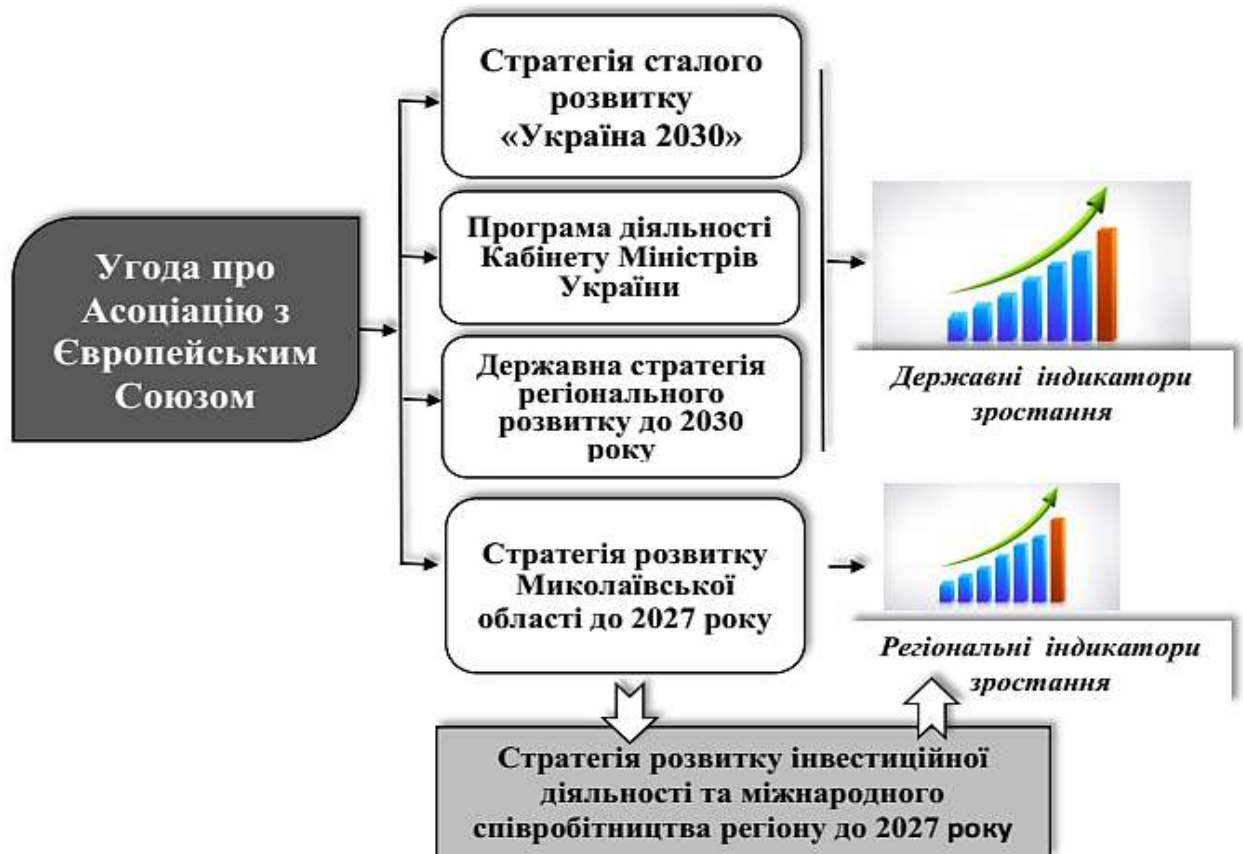 Угода про
Асоціацію з
Європейським
Союзом
Стратегія сталого
розвитку
«Україна 2030»
Програма діяльності
Кабінету Міністрів
України
Державна стратегія
регіонального
розвитку до 2030
року
Стратегія розвитку
Миколаївської
області до 2027 року
Державні індикатори
зростання
Регіональні індикатори
зростання
Стратегія розвитку інвестиційної
діяльності та міжнародного
співробітництва регіону до 2027 року